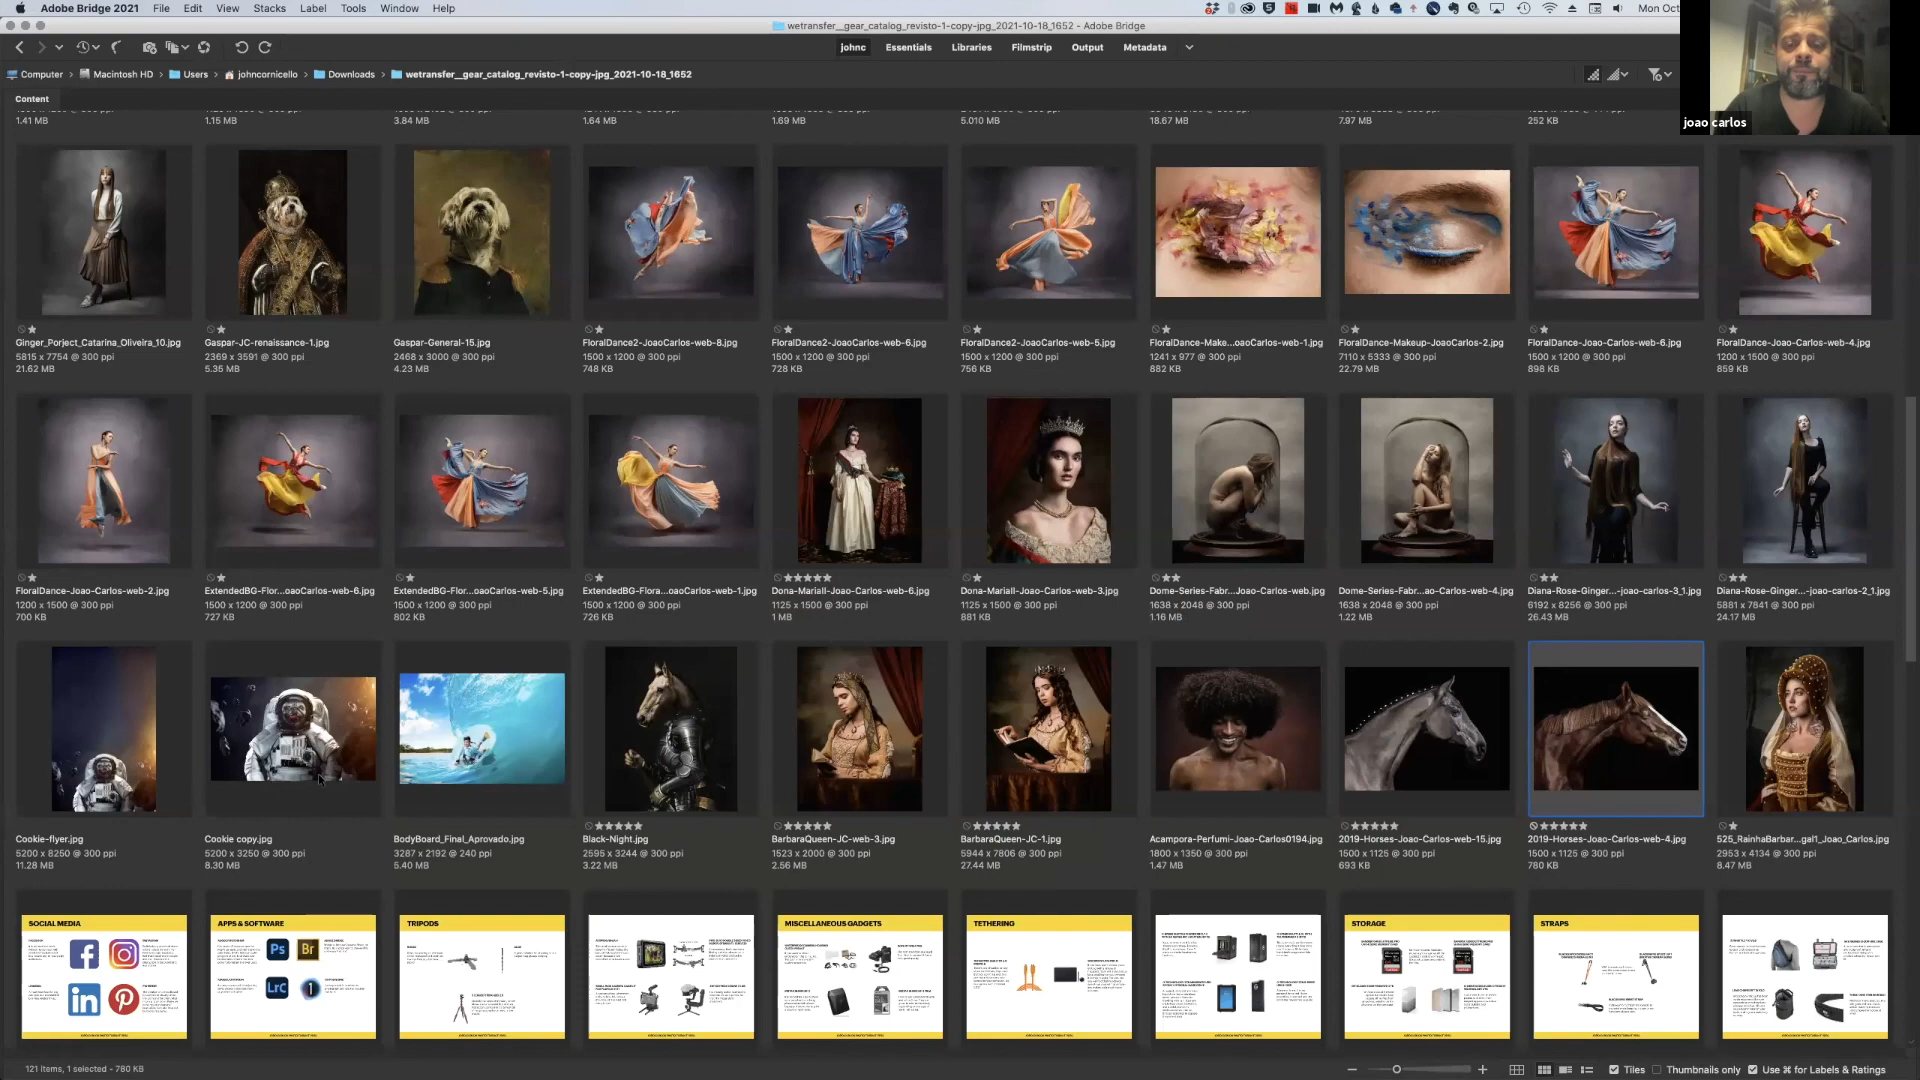 Adobe Bridge 2021 File Edit View Stacks Label Tools Window Help Mon Oct
wetransfer__gear_catalog_revisto-1-copy-jpg_2021-10-18_1652 - Adobe Bridge
johnc Essentials Libraries Filmstrip Output Metadata
Computer Macintosh HD Users johncornicello Downloads wetransfer__gear_catalog_revisto-1-copy-jpg_2021-10-18_1652
Content
joao carlos
1.41 MB 1.15 MB 3.84 MB 1.64 MB 1.69 MB 5.010 MB 18.67 MB 7.97 MB 252 KB
Ginger_Porject_Catarina_Oliveira_10.jpg Gaspar-JC-renaissance-1.jpg Gaspar-General-15.jpg FloralDance2-JoaoCarlos-web-8.jpg FloralDance2-JoaoCarlos-web-6.jpg FloralDance2-JoaoCarlos-web-5.jpg FloralDance-Make...oaoCarlos-web-1.jpg FloralDance-Makeup-JoaoCarlos-2.jpg FloralDance-Joao-Carlos-web-6.jpg FloralDance-Joao-Carlos-web-4.jpg
5815 x 7754 @ 300 ppi 2369 x 3591 @ 300 ppi 2468 x 3000 @ 300 ppi 1500 x 1200 @ 300 ppi 1500 x 1200 @ 300 ppi 1500 x 1200 @ 300 ppi 1241 x 977 @ 300 ppi 7110 x 5333 @ 300 ppi 1500 x 1200 @ 300 ppi 1200 x 1500 @ 300 ppi
21.62 MB 5.35 MB 4.23 MB 748 KB 728 KB 756 KB 882 KB 22.79 MB 898 KB 859 KB
FloralDance-Joao-Carlos-web-2.jpg ExtendedBG-Flor...oaoCarlos-web-6.jpg ExtendedBG-Flor...oaoCarlos-web-5.jpg ExtendedBG-Flora...oaoCarlos-web-1.jpg Dona-MariaII-Joao-Carlos-web-6.jpg Dona-MariaII-Joao-Carlos-web-3.jpg Dome-Series-Fabr...Joao-Carlos-web.jpg Dome-Series-Fabr...ao-Carlos-web-4.jpg Diana-Rose-Ginger...-joao-carlos-3_1.jpg Diana-Rose-Ginger...-joao-carlos-2_1.jpg
1200 x 1500 @ 300 ppi 1500 x 1200 @ 300 ppi 1500 x 1200 @ 300 ppi 1500 x 1200 @ 300 ppi 1125 x 1500 @ 300 ppi 1125 x 1500 @ 300 ppi 1638 x 2048 @ 300 ppi 1638 x 2048 @ 300 ppi 6192 x 8256 @ 300 ppi 5881 x 7841 @ 300 ppi
700 KB 727 KB 802 KB 726 KB 1 MB 881 KB 1.16 MB 1.22 MB 26.43 MB 24.17 MB
Cookie-flyer.jpg Cookie copy.jpg BodyBoard_Final_Aprovado.jpg Black-Night.jpg BarbaraQueen-JC-web-3.jpg BarbaraQueen-JC-1.jpg Acampora-Perfumi-Joao-Carlos0194.jpg 2019-Horses-Joao-Carlos-web-15.jpg 2019-Horses-Joao-Carlos-web-4.jpg 525_RainhaBarbar...gal1_Joao_Carlos.jpg
5200 x 8250 @ 300 ppi 5200 x 3250 @ 300 ppi 3287 x 2192 @ 240 ppi 2595 x 3244 @ 300 ppi 1523 x 2000 @ 300 ppi 5944 x 7806 @ 300 ppi 1800 x 1350 @ 300 ppi 1500 x 1125 @ 300 ppi 1500 x 1125 @ 300 ppi 2953 x 4134 @ 300 ppi
11.28 MB 8.30 MB 5.40 MB 3.22 MB 2.56 MB 27.44 MB 1.47 MB 693 KB 780 KB 8.47 MB
SOCIAL MEDIA APPS & SOFTWARE TRIPODS MISCELLANEOUS GADGETS TETHERING STORAGE STRAPS
Ps Br
LrC 1
121 items, 1 selected - 780 KB Tiles Thumbnails only Use ⌘ for Labels & Ratings